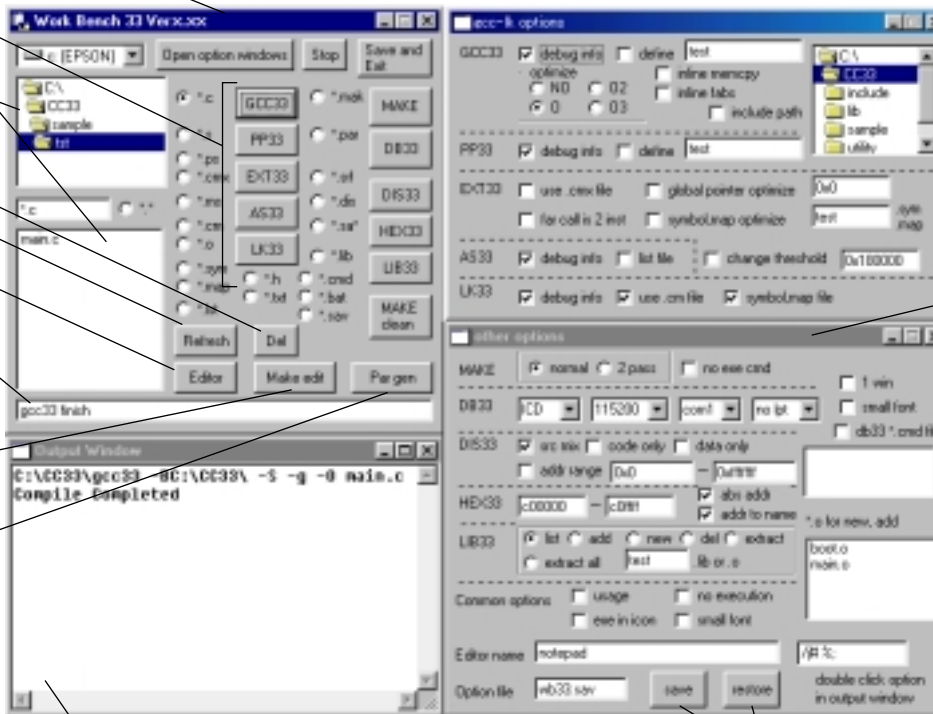 Work Bench 33 Verx.xx
c: [EPSON]
Open option windows
Stop
Save and
Exit
C:\
CC33
sample
tst
*.c
*.*
main.c
*.c
*.s
*.ps
*.cmx
*.ms
*.cm
*.o
*.sym
*.map
*.lst
GCC33
PP33
EXT33
AS33
LK33
*.h
*.txt
*.mak
*.par
*.srf
*.dis
*.sa*
*.lib
*.cmd
*.bat
*.sav
MAKE
DB33
DIS33
HEX33
LIB33
MAKE
clean
Refresh
Del
Editor
Make edit
Par gen
gcc33 finish
Output Window
C:\CC33\gcc33 -BC:\CC33\ -S -g -O main.c
Compile Completed
gcc-lk options
GCC33
debug info
define
test
optimize
NO
O2
O
O3
inline memcpy
inline tabs
include path
C:\
CC33
include
lib
sample
utility
PP33
debug info
define
test
EXT33
use .cmx file
global pointer optimize
0x0
far call is 2 inst
symbol,map optimize
test
.sym
.map
AS33
debug info
list file
change threshold
0x100000
LK33
debug info
use .cm file
symbol,map file
other options
MAKE
normal
2 pass
no exe cmd
1 win
DB33
ICD
115200
com1
no lpt
small font
db33 *.cmd fi
DIS33
src mix
code only
data only
addr range
0x0
–
0xffffff
HEX33
c00000
–
c0ffff
abs addr
addr to name
*.o for new, add
LIB33
list
add
new
del
extract
extract all
test
.lib or .o
boot.o
main.o
Common options
usage
no execution
exe in icon
small font
Editor name
notepad
/j# %;
Option file
wb33.sav
save
restore
double click option
in output window